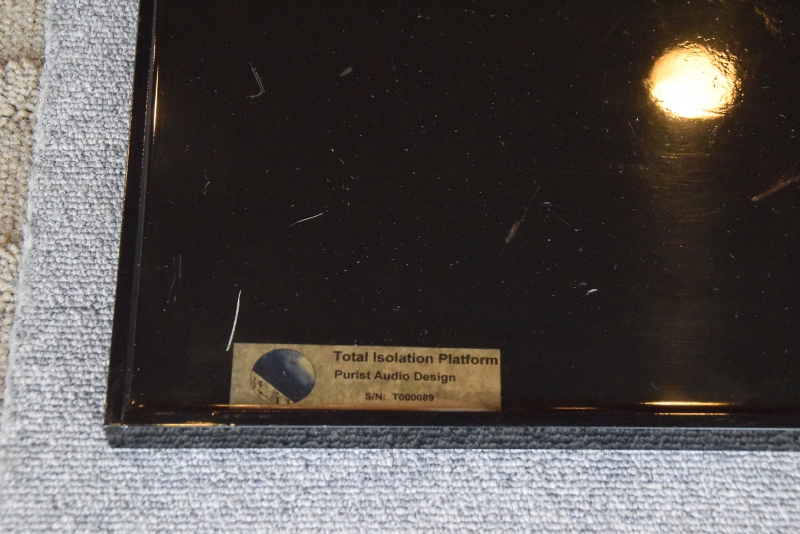 Total Isolation Platform
Purist Audio Design
S/N: T000089